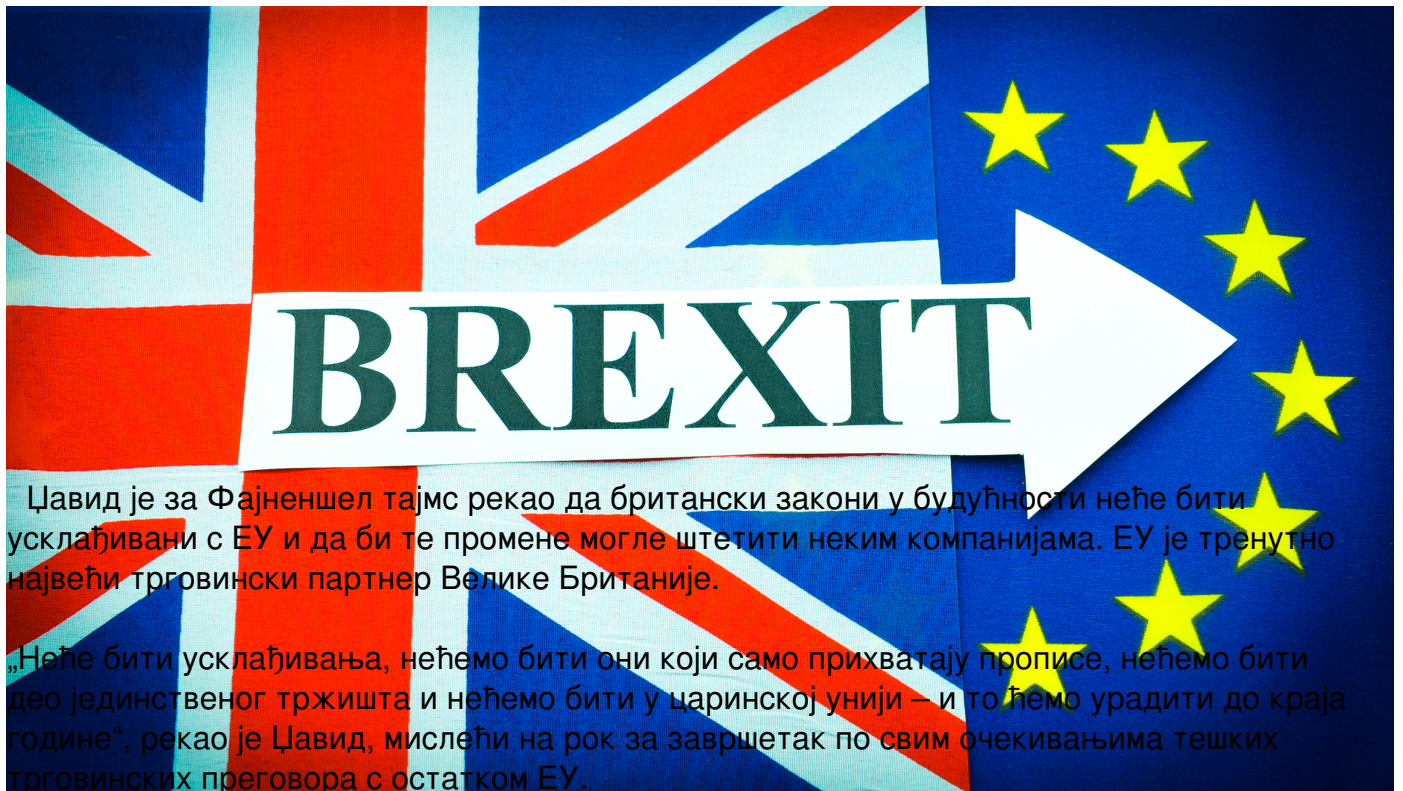 BREXIT
Џавид је за Фајненшел тајмс рекао да британски закони у будућности неће бити
усклађивани с ЕУ и да би те промене могле штетити неким компанијама. ЕУ је тренутно
највећи трговински партнер Велике Британије.
„Неће бити усклађивања, нећемо бити они који само прихватају прописе, нећемо бити
део јединственог тржишта и нећемо бити у царинској унији – и то ћемо урадити до краја
године“, рекао је Џавид, мислећи на рок за завршетак по свим очекивањима тешких
трговинских преговора с остатком ЕУ.